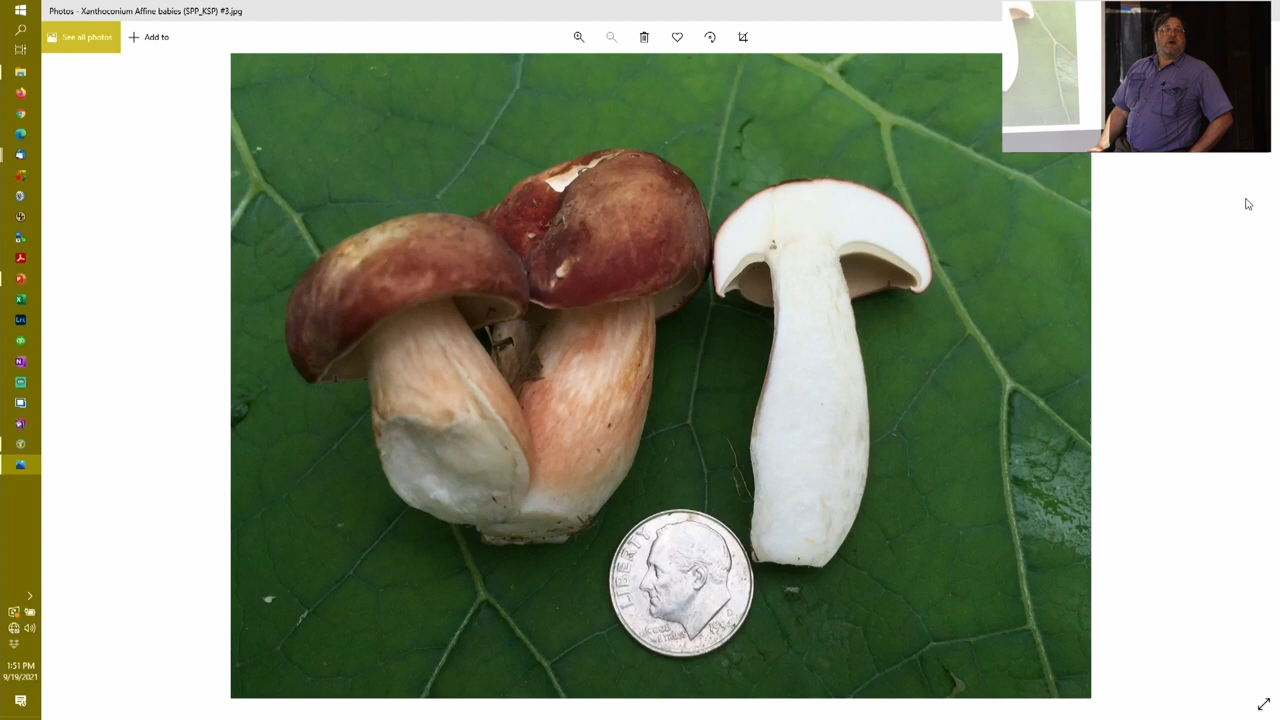 Photos - Xanthoconium Affine babies (SPP_KSP) #3.jpg
See all photos
Add to
LIBERTY
1:51 PM
9/19/2021